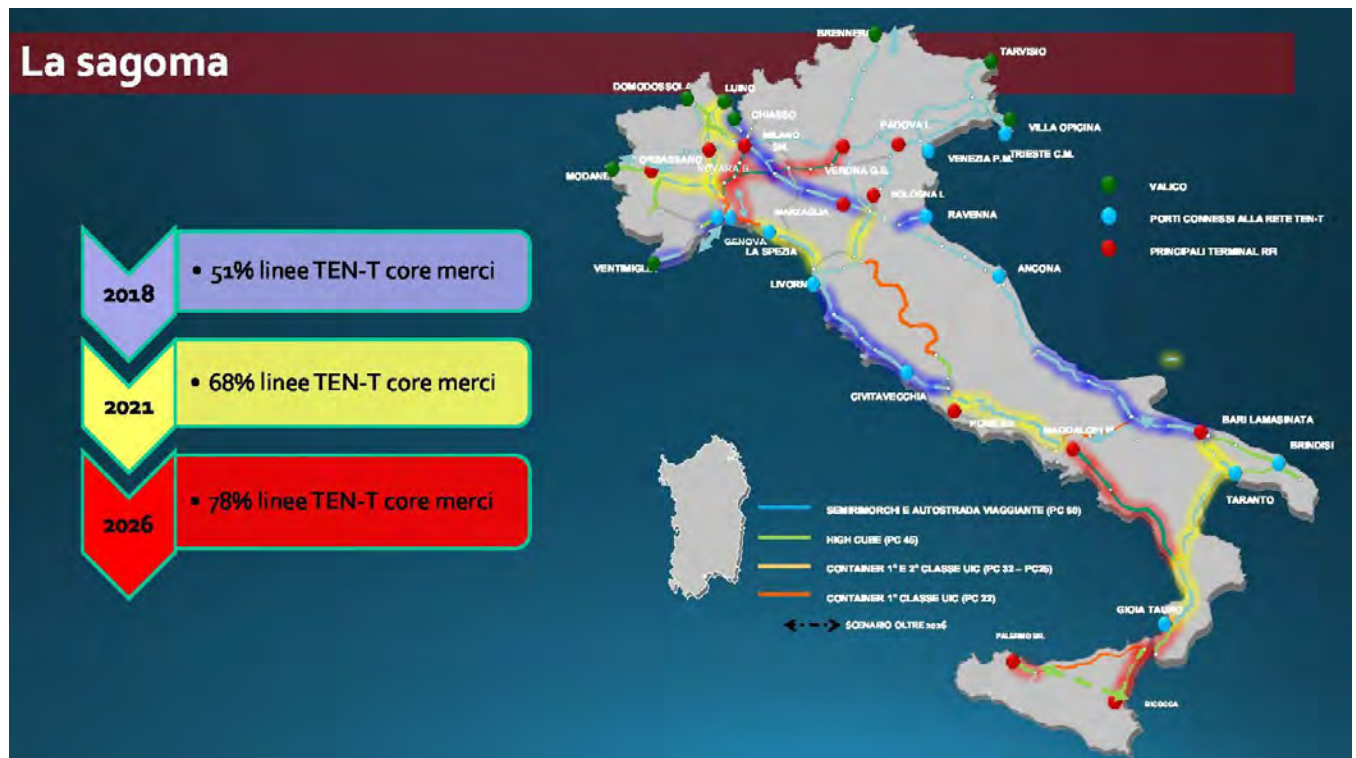 La sagoma
2018
• 51% linee TEN-T core merci
2021
• 68% linee TEN-T core merci
2026
• 78% linee TEN-T core merci
BRENNERO
TARVISIO
DOMODOSSOLA
LUINO
CHIASSO
MILANO
SM.
PADOVA I.
VILLA OPICINA
TRIESTE C.M.
VENEZIA P.M.
ORBASSANO
NOVARA B.
VERONA Q.E.
MODANE
BOLOGNA I.
MARZAGLIA
RAVENNA
GENOVA
LA SPEZIA
VENTIMIGLIA
LIVORNO
ANCONA
CIVITAVECCHIA
BARI LAMASINATA
BRINDISI
TARANTO
GIOIA TAURO
PALERMO BR.
BICOCCA
VALICO
PORTI CONNESSI ALLA RETE TEN-T
PRINCIPALI TERMINAL RFI
SEMIRIMORCHI E AUTOSTRADA VIAGGIANTE (PC 80)
HIGH CUBE (PC 45)
CONTAINER 1° E 2° CLASSE UIC (PC 32 – PC25)
CONTAINER 1° CLASSE UIC (PC 22)
SCENARIO OLTRE 2026